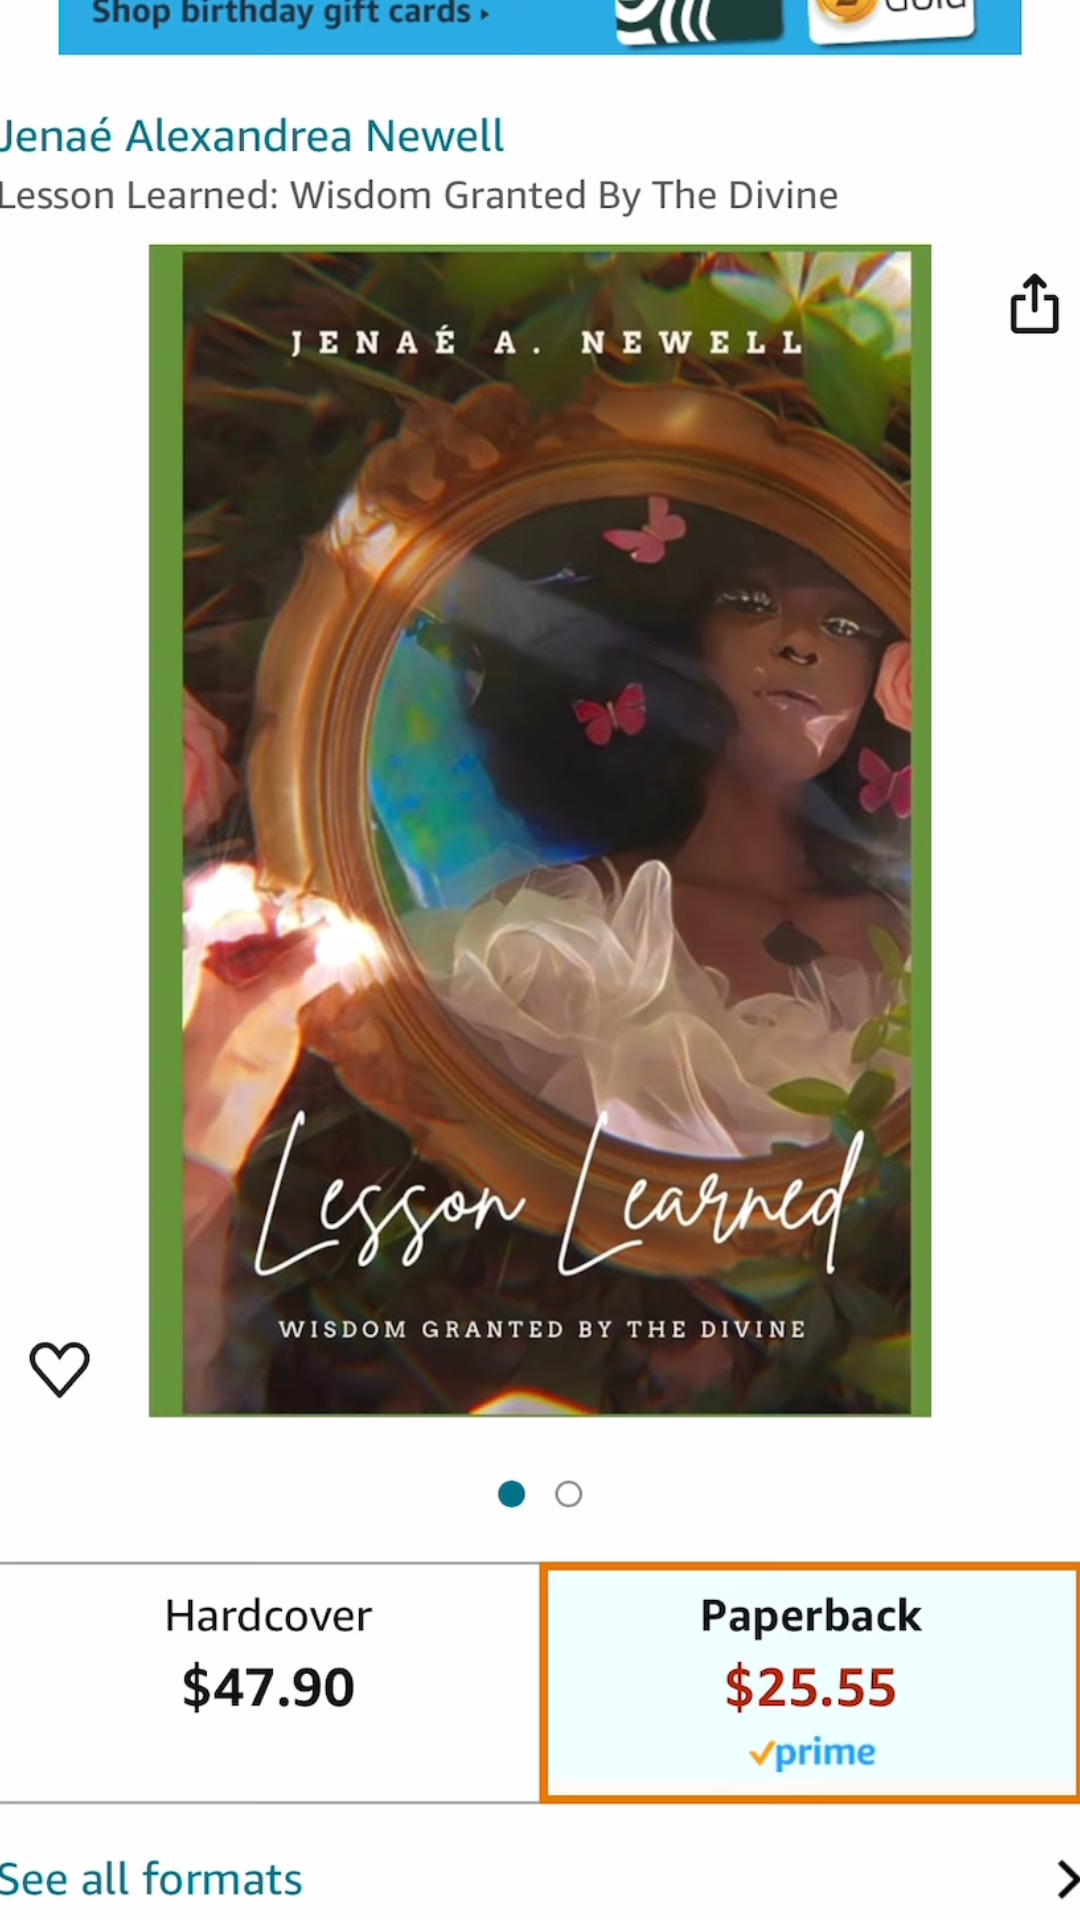 Shop birthday gift cards ▸
Gold
Jenaé Alexandrea Newell
Lesson Learned: Wisdom Granted By The Divine
JENAÉ A. NEWELL
Lesson Learned
WISDOM GRANTED BY THE DIVINE
Hardcover
$47.90
Paperback
$25.55
prime
See all formats